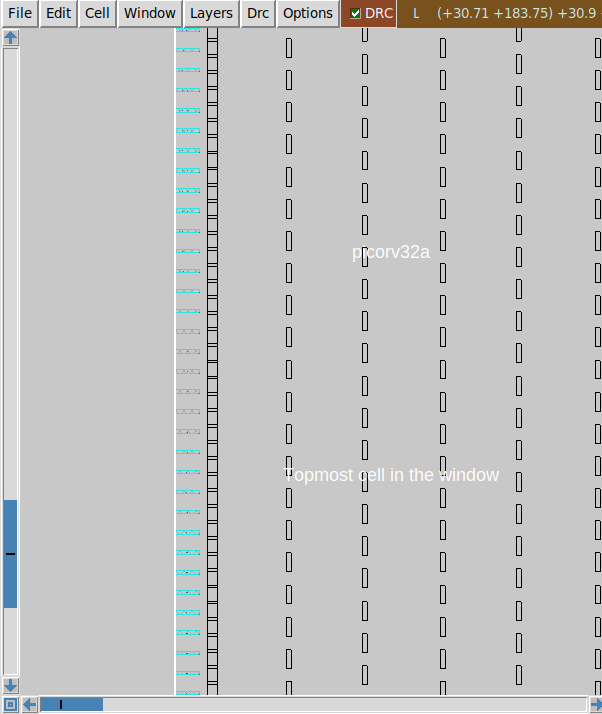 File Edit Cell Window Layers Drc Options DRC L (+30.71 +183.75) +30.9
picorv32a
Topmost cell in the window